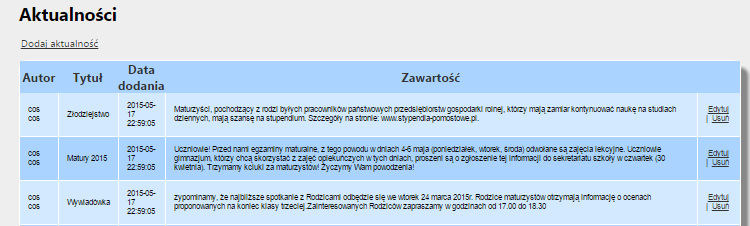 Aktualności
Dodaj aktualność
Autor Tytuł Data dodania Zawartość
cos cos Złodziejstwo 2015-05-17 22:59:05 Maturzyści, pochodzący z rodzi byłych pracowników państwowych przedsiębiorstw gospodarki rolnej, którzy mają zamiar kontynuować naukę na studiach
dziennych, mają szansę na stupendium. Szczegóły na stronie: www.stypendia-pomostowe.pl.
Edytuj
| Usuń
cos cos Matury 2015 2015-05-17 22:59:05 Uczniowie! Przed nami egzaminy maturalne, z tego powodu w dniach 4-6 maja (poniedziałek, wtorek, środa) odwołane są zajęcia lekcyjne. Uczniowie
gimnazjum, którzy chcą skorzystać z zajęć opiekuńczych w tych dniach, proszeni są o zgłoszenie tej informacji do sekretariatu szkoły w czwartek (30
kwietnia). Trzymamy kciuki za maturzystów! Życzymy Wam powodzenia!
Edytuj
| Usuń
cos cos Wywiadówka 2015-05-17 22:59:05 zypominamy, że najbliższe spotkanie z Rodzicami odbędzie się we wtorek 24 marca 2015r. Rodzice maturzystów otrzymają informację o ocenach
proponowanych na koniec klasy trzeciej.Zainteresowanych Rodziców zapraszamy w godzinach od 17.00 do 18.30
Edytuj
| Usuń